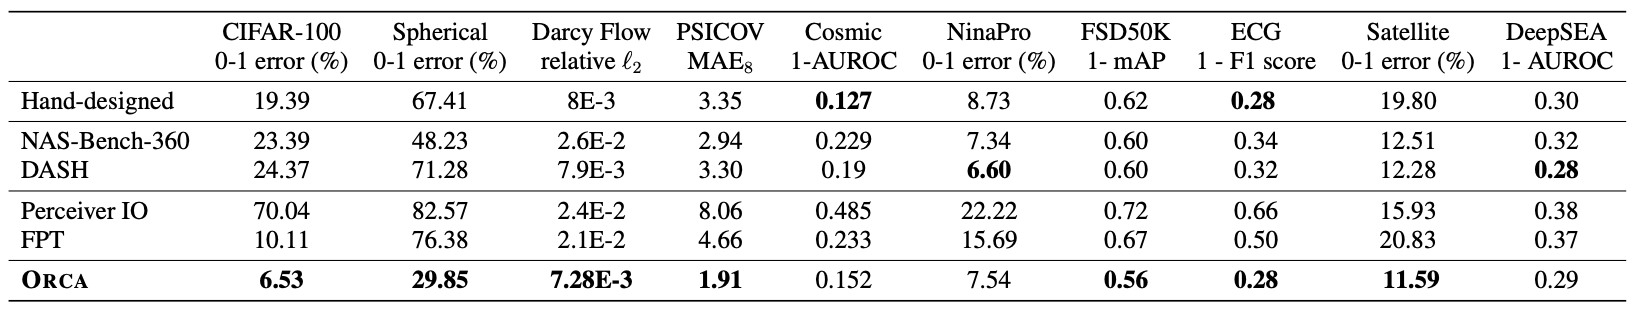 CIFAR-100 Spherical Darcy Flow PSICOV Cosmic NinaPro FSD50K ECG Satellite DeepSEA
0-1 error (%) 0-1 error (%) relative ℓ₂ MAE₈ 1-AUROC 0-1 error (%) 1- mAP 1 - F1 score 0-1 error (%) 1- AUROC
Hand-designed 19.39 67.41 8E-3 3.35 0.127 8.73 0.62 0.28 19.80 0.30
NAS-Bench-360 23.39 48.23 2.6E-2 2.94 0.229 7.34 0.60 0.34 12.51 0.32
DASH 24.37 71.28 7.9E-3 3.30 0.19 6.60 0.60 0.32 12.28 0.28
Perceiver IO 70.04 82.57 2.4E-2 8.06 0.485 22.22 0.72 0.66 15.93 0.38
FPT 10.11 76.38 2.1E-2 4.66 0.233 15.69 0.67 0.50 20.83 0.37
ORCA 6.53 29.85 7.28E-3 1.91 0.152 7.54 0.56 0.28 11.59 0.29